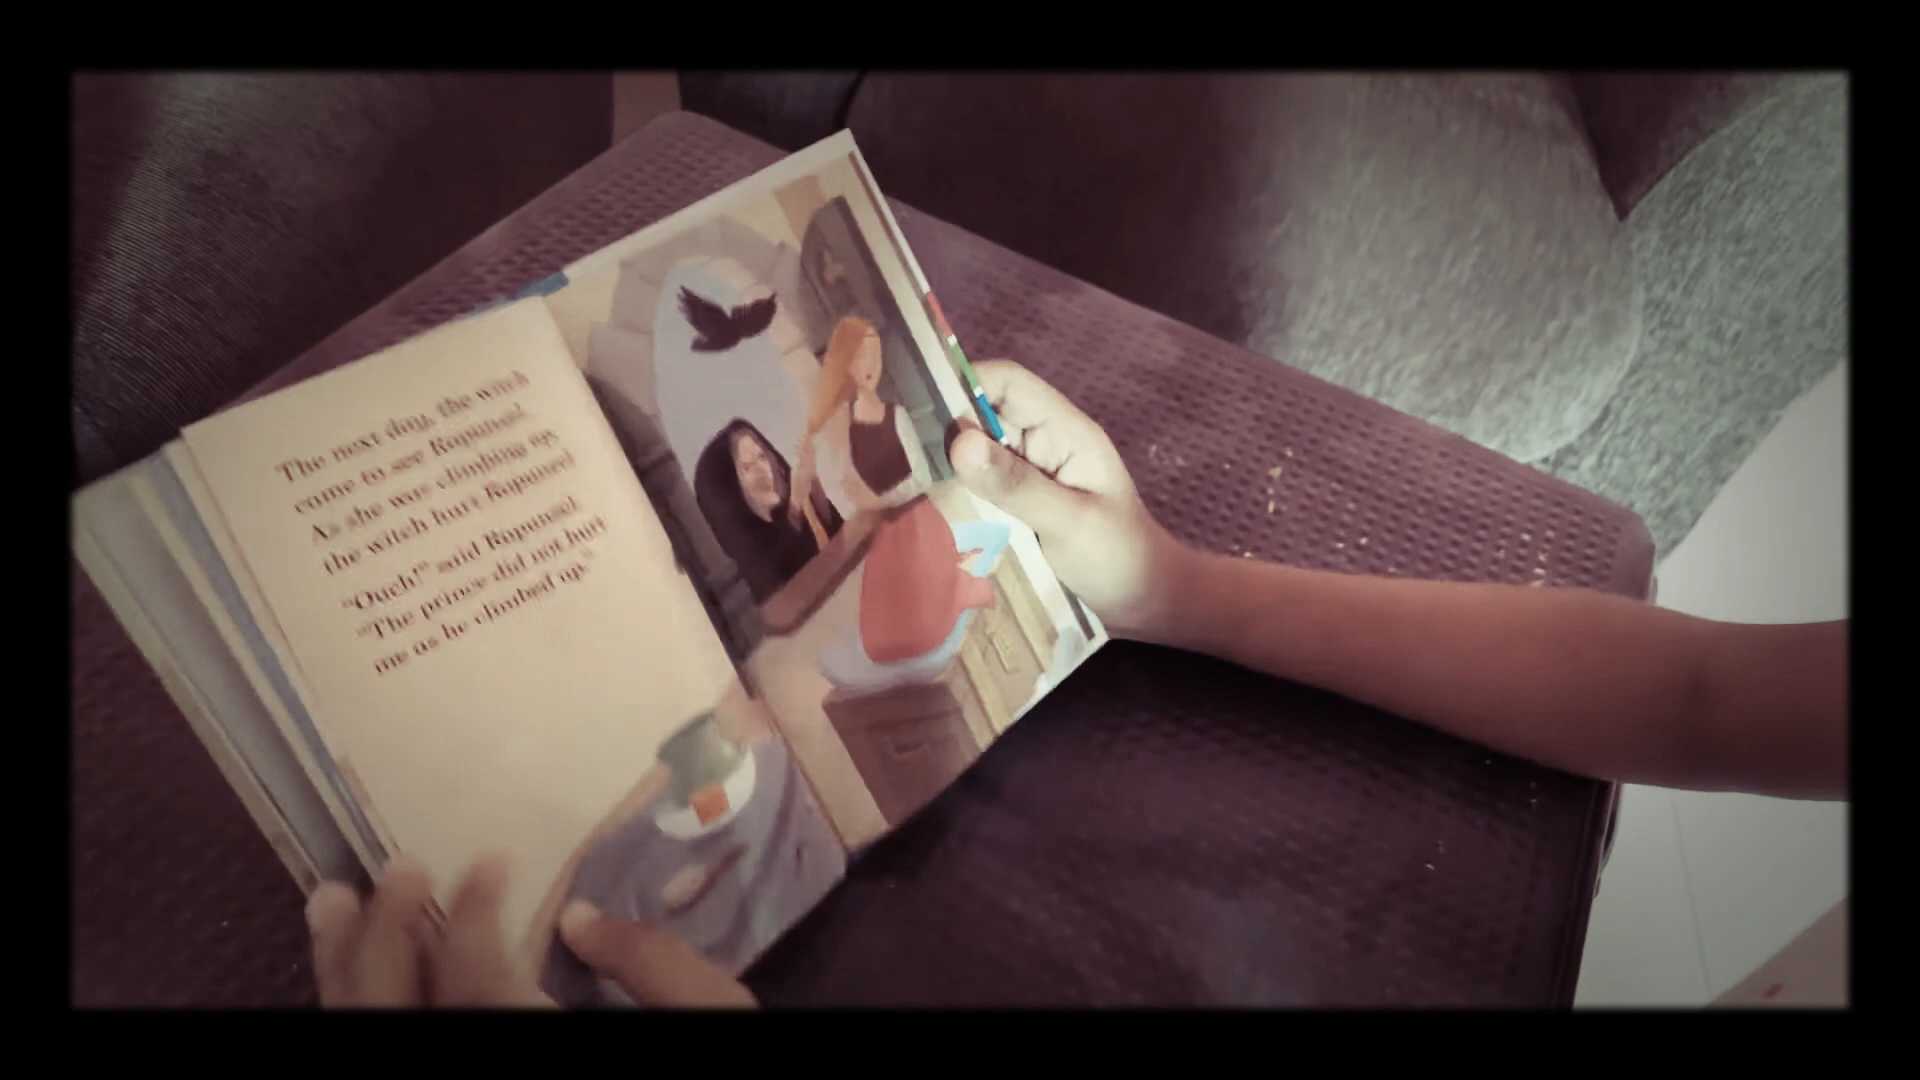 The next day, the witch
came to see Rapunzel.
As she was climbing up,
the witch hurt Rapunzel.
"Ouch!" said Rapunzel.
"The prince did not hurt
me as he climbed up."